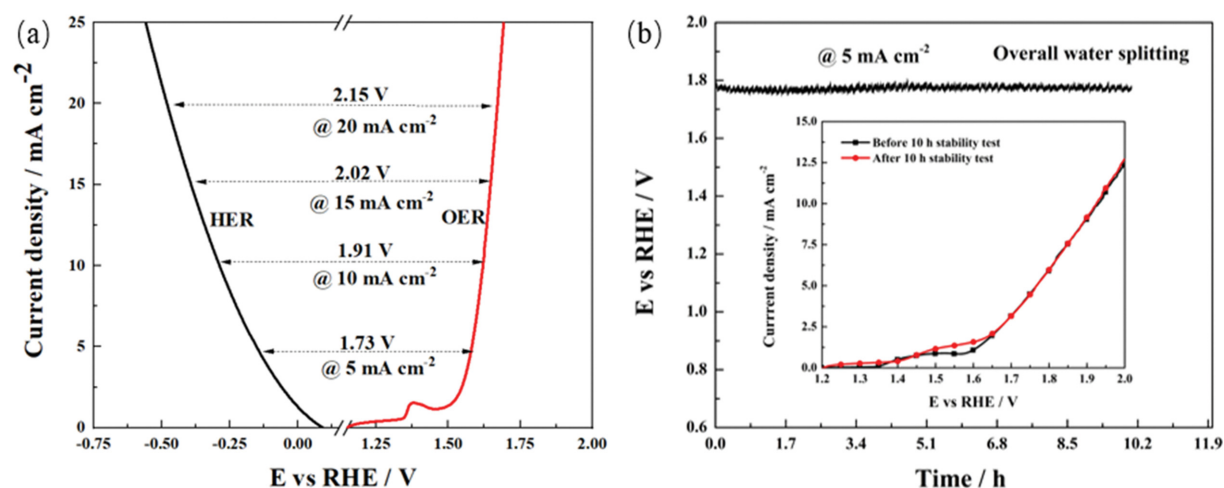 (a)
25
20
15
10
5
0
Current density / mA cm-2
2.15 V
@ 20 mA cm-2
2.02 V
@ 15 mA cm-2
HER
OER
1.91 V
@ 10 mA cm-2
1.73 V
@ 5 mA cm-2
-0.75 -0.50 -0.25 0.00 1.25 1.50 1.75 2.00
E vs RHE / V
(b)
2.0
1.8
1.6
1.4
1.2
1.0
0.8
0.6
E vs RHE / V
@ 5 mA cm-2
Overall water splitting
15.0
12.5
10.0
7.5
5.0
2.5
0.0
Currrent density / mA cm-2
Before 10 h stability test
After 10 h stability test
1.2 1.3 1.4 1.5 1.6 1.7 1.8 1.9 2.0
E vs RHE / V
0.0 1.7 3.4 5.1 6.8 8.5 10.2 11.9
Time / h